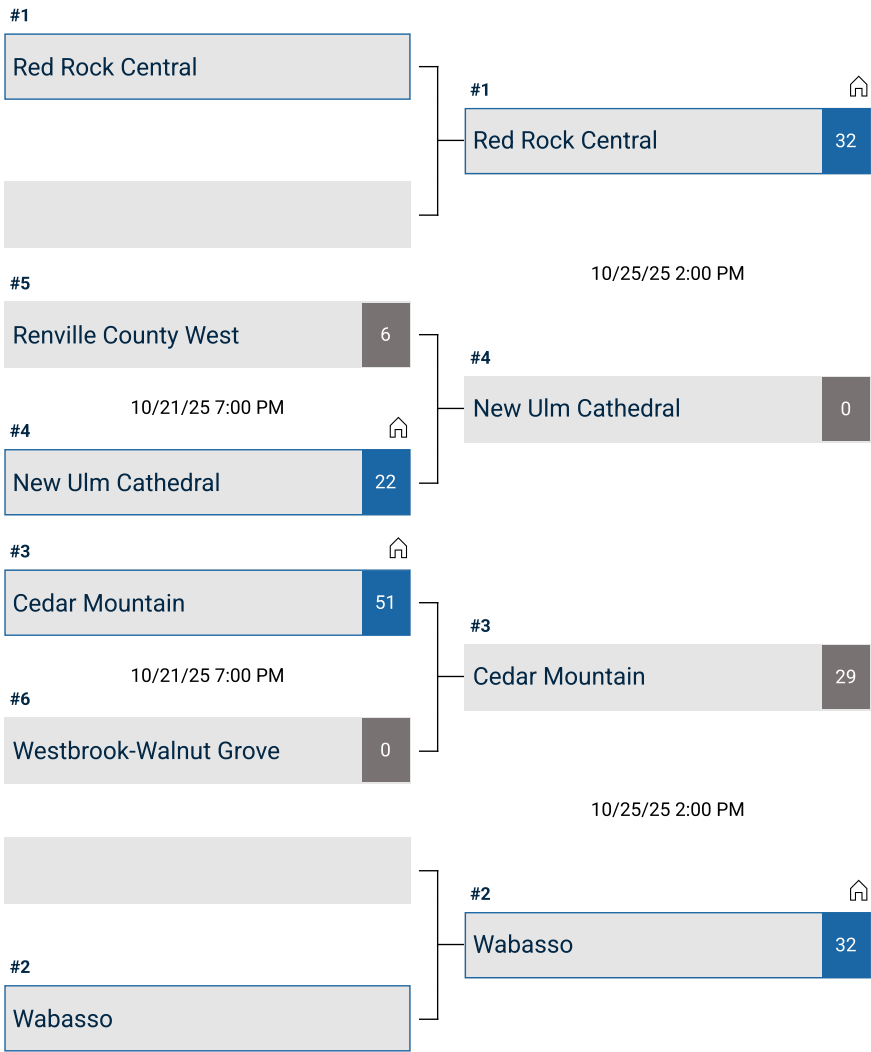 #1
Red Rock Central
#5
Renville County West 6
10/21/25 7:00 PM
#4
New Ulm Cathedral 22
#3
Cedar Mountain 51
10/21/25 7:00 PM
#6
Westbrook-Walnut Grove 0
#2
Wabasso
#1
Red Rock Central 32
10/25/25 2:00 PM
#4
New Ulm Cathedral 0
#3
Cedar Mountain 29
10/25/25 2:00 PM
#2
Wabasso 32